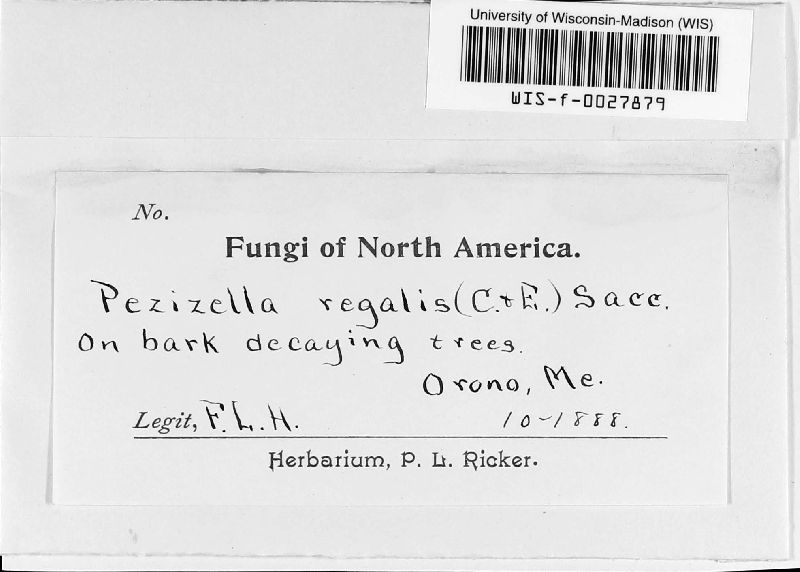 University of Wisconsin-Madison (WIS)
WIS-f-0027879
No.
Fungi of North America.
Pezizella regalis (C. & E.) Sacc.
On bark decaying trees.
Orono, Me.
Legit, F. L. H. 10-1888.
Herbarium, P. L. Ricker.